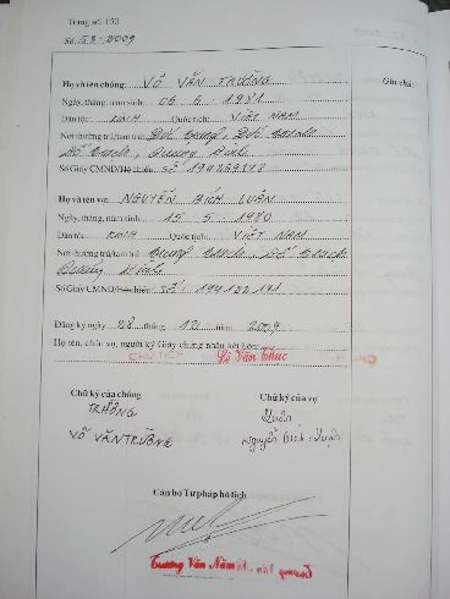 Trang số 153
Số 53 - 2009
Ghi chú:
Họ và tên chồng: VÕ VĂN TRƯỜNG
Ngày, tháng, năm sinh: 06 - 6 - 1981
Dân tộc: KINH Quốc tịch: VIỆT NAM
Nơi thường trú/tạm trú:
Bố Trạch, Quảng Bình
Số Giấy CMND/Hộ chiếu: Số
Họ và tên vợ: NGUYỄN BÍCH LUẬN
Ngày, tháng, năm sinh: 15 - 5 - 1980
Dân tộc: KINH Quốc tịch: VIỆT NAM
Nơi thường trú/tạm trú: Trung Trạch, Bố Trạch
Quảng Bình
Số Giấy CMND/Hộ chiếu: Số:
Đăng ký ngày 28 tháng 12 năm 2009
Họ tên, chức vụ, người ký Giấy chứng nhận kết hôn:
CHỦ TỊCH
Chữ ký của chồng Chữ ký của vợ
TRƯỜNG Luận
VÕ VĂN TRƯỜNG Nguyễn Bích Luận
Cán bộ Tư pháp hộ tịch
Trương Văn Năm